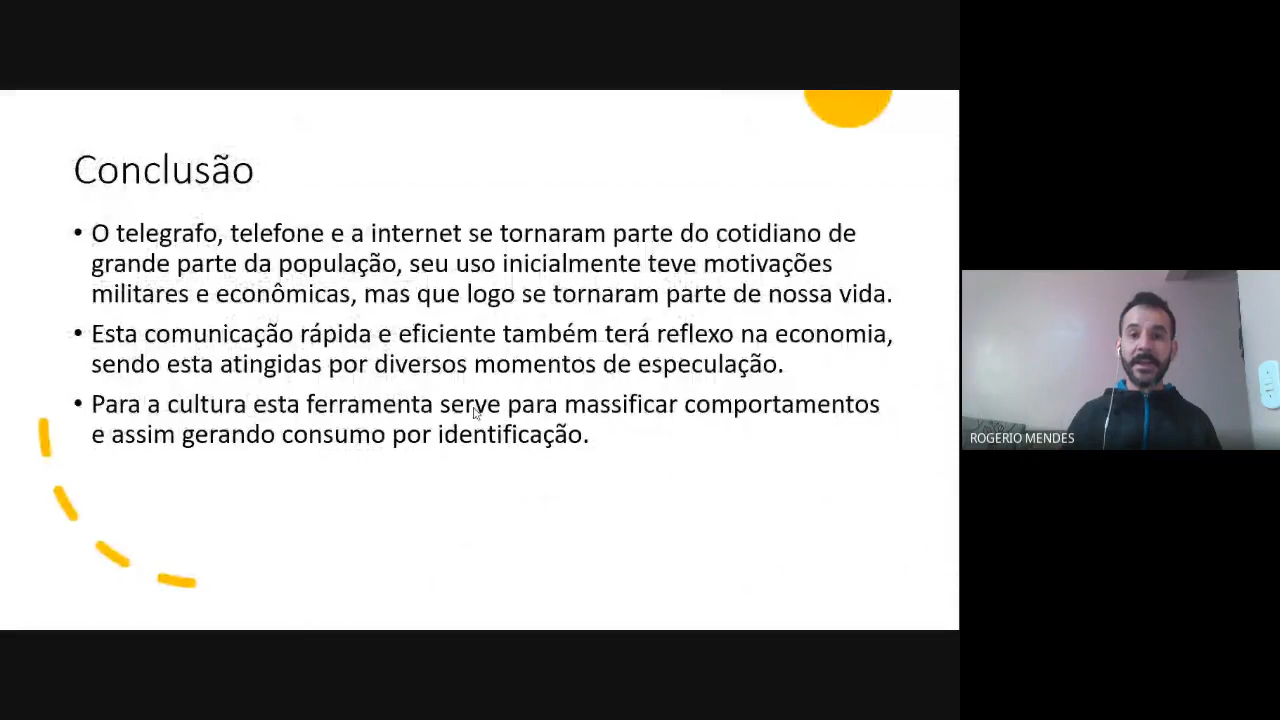 Conclusão
• O telegrafo, telefone e a internet se tornaram parte do cotidiano de
grande parte da população, seu uso inicialmente teve motivações
militares e econômicas, mas que logo se tornaram parte de nossa vida.
• Esta comunicação rápida e eficiente também terá reflexo na economia,
sendo esta atingidas por diversos momentos de especulação.
• Para a cultura esta ferramenta serve para massificar comportamentos
e assim gerando consumo por identificação.
ROGERIO MENDES